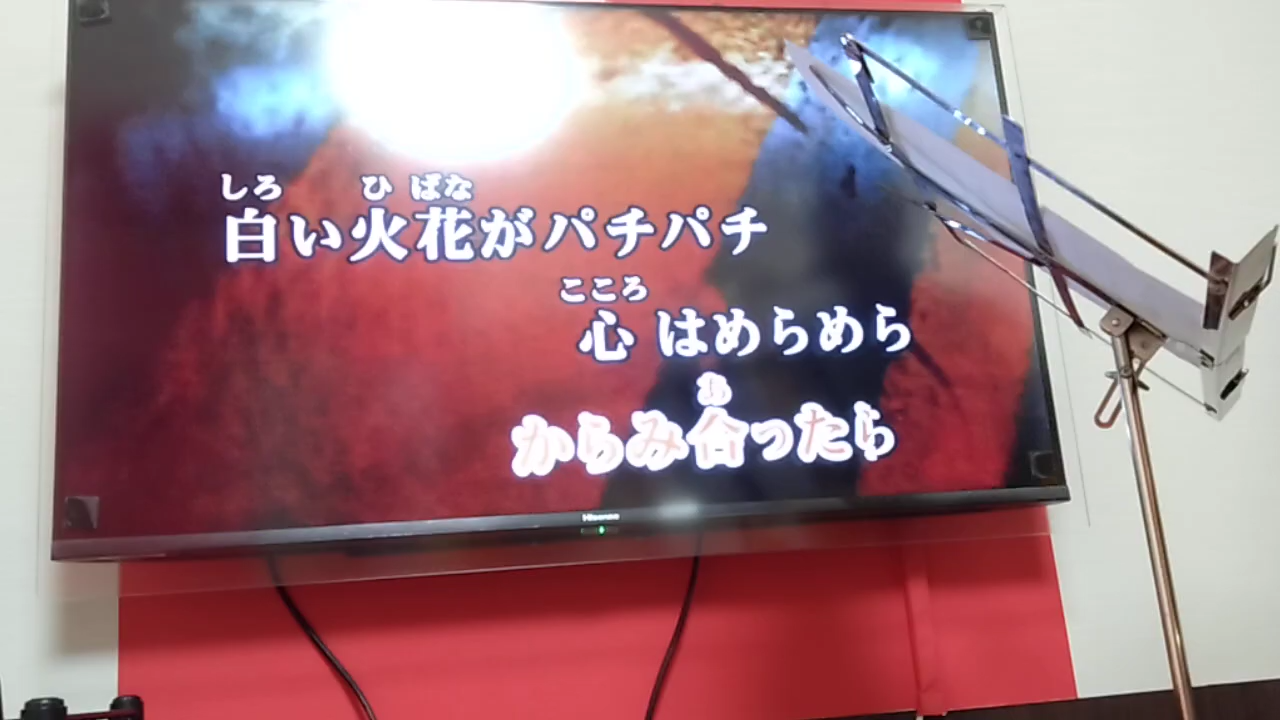 しろ ひ ばな
白い火花がパチパチ
こころ
心 はめらめら
あ
からみ合ったら
Hisense